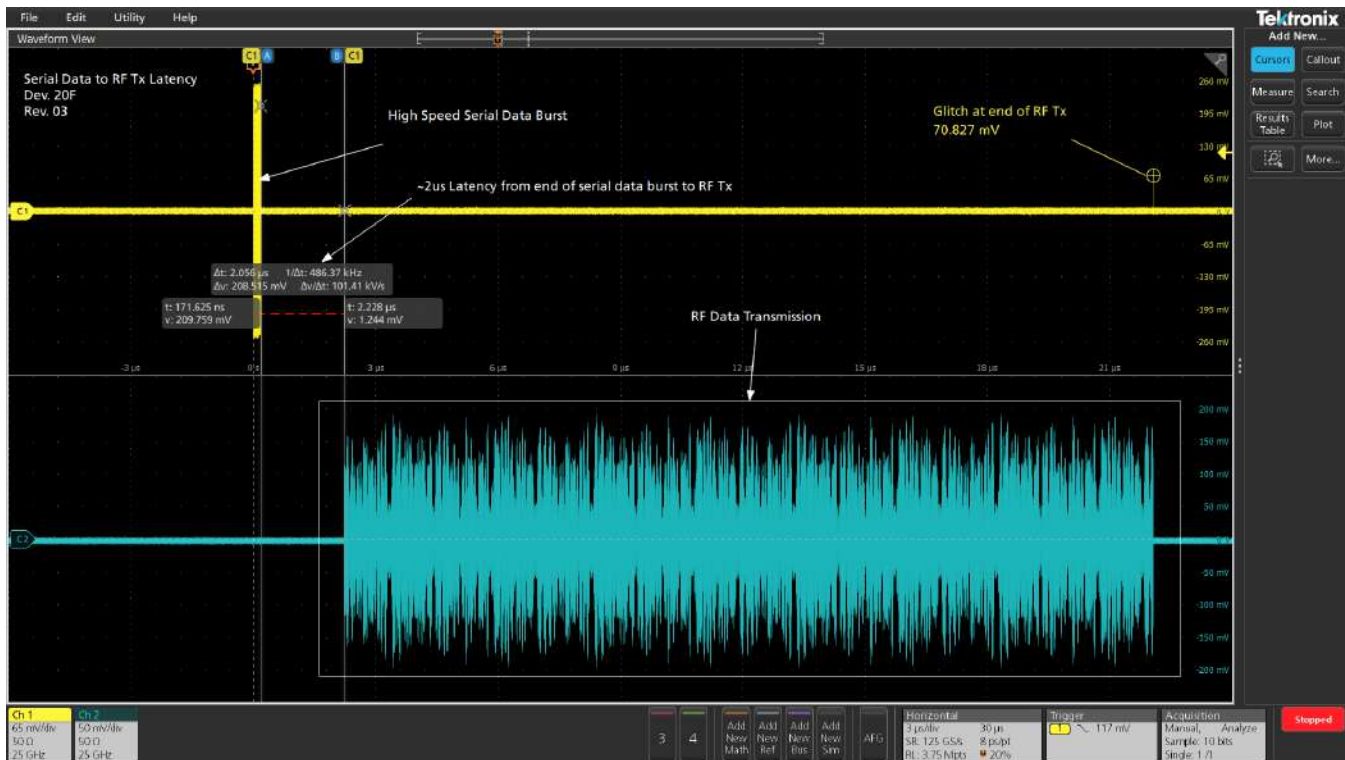 File Edit Utility Help
Tektronix
Waveform View
Add New...
C1 A B C1
Serial Data to RF Tx Latency
Dev. 20F
Rev. 03
High Speed Serial Data Burst
Glitch at end of RF Tx
70.827 mV
~2us Latency from end of serial data burst to RF Tx
Cursors Callout
Measure Search
Results Table Plot
More...
260 mV
195 mV
130 mV
65 mV
C1
0 V
-65 mV
-130 mV
-195 mV
-260 mV
Δt: 2.056 µs 1/Δt: 486.37 kHz
Δv: 208.515 mV Δv/Δt: 101.41 kV/s
t: 171.625 ns
v: 209.759 mV
t: 2.228 µs
v: 1.244 mV
RF Data Transmission
-3 µs 0 s 3 µs 6 µs 9 µs 12 µs 15 µs 18 µs 21 µs
200 mV
150 mV
100 mV
50 mV
C2
0 V
-50 mV
-100 mV
-150 mV
-200 mV
Ch 1
65 mV/div
50 Ω
25 GHz
Ch 2
50 mV/div
50 Ω
25 GHz
3
4
Add New Math
Add New Ref
Add New Bus
Add New Sim
AFG
Horizontal
3 µs/div 30 µs
SR: 125 GS/s 8 ps/pt
RL: 3.75 Mpts 20%
Trigger
1 117 mV
Acquisition
Manual, Analyze
Sample: 10 bits
Single: 1 /1
Stopped